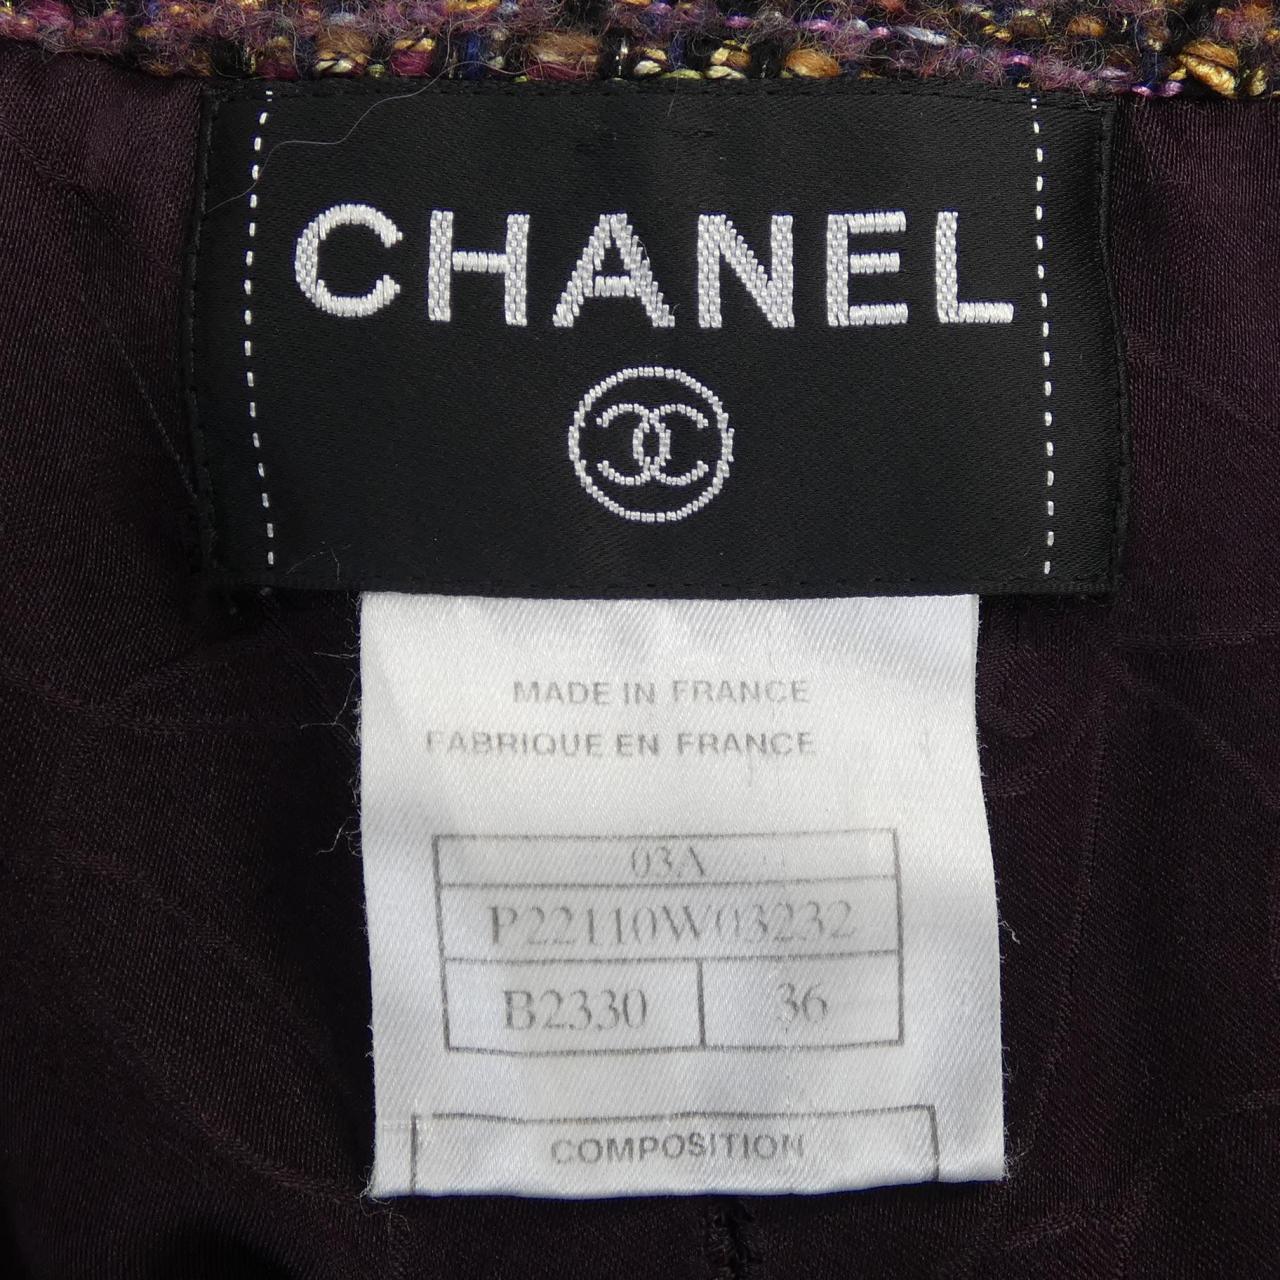 CHANEL
MADE IN FRANCE
FABRIQUE EN FRANCE
03A
P22110W03232
B2330 36
COMPOSITION